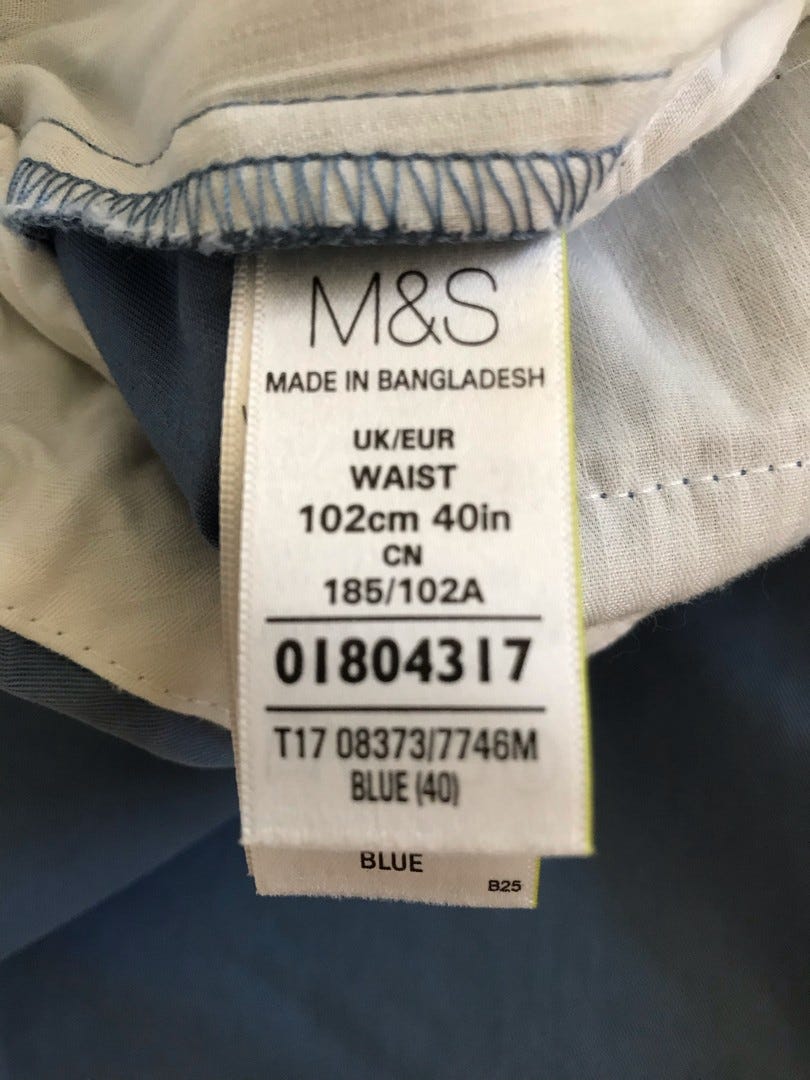 M&S
MADE IN BANGLADESH
UK/EUR
WAIST
102cm 40in
CN
185/102A
01804317
T17 08373/7746M
BLUE (40)
BLUE
B25